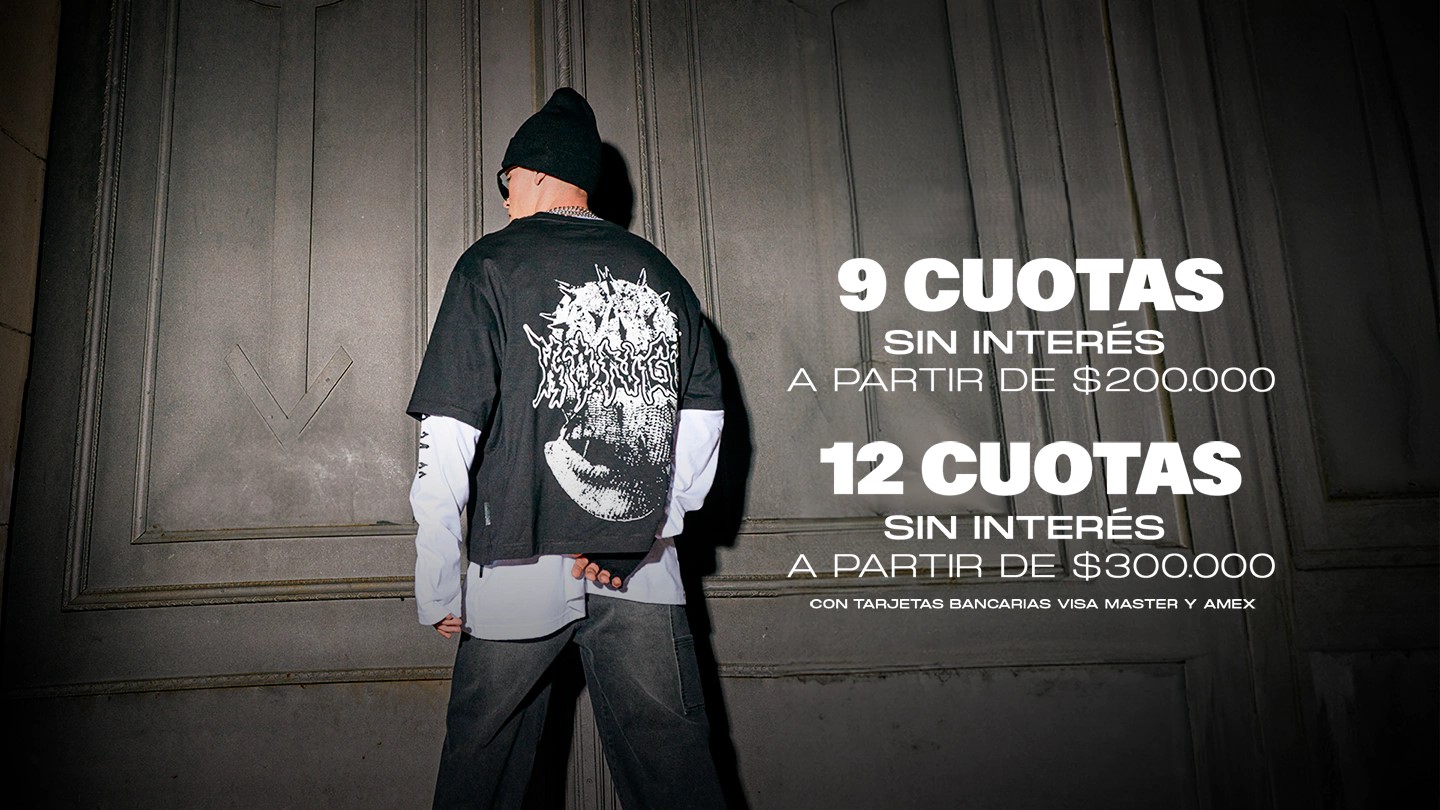 9 CUOTAS
SIN INTERÉS
A PARTIR DE $200.000
12 CUOTAS
SIN INTERÉS
A PARTIR DE $300.000
CON TARJETAS BANCARIAS VISA MASTER Y AMEX